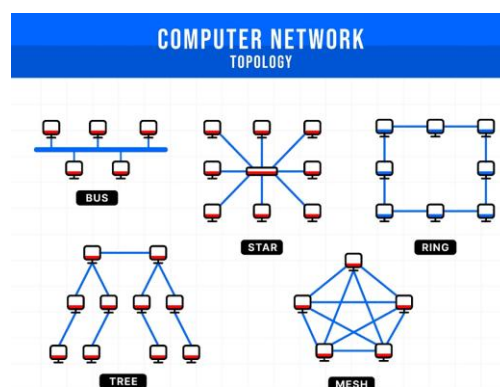 COMPUTER NETWORK
TOPOLOGY
BUS
STAR
RING
TREE
MESH